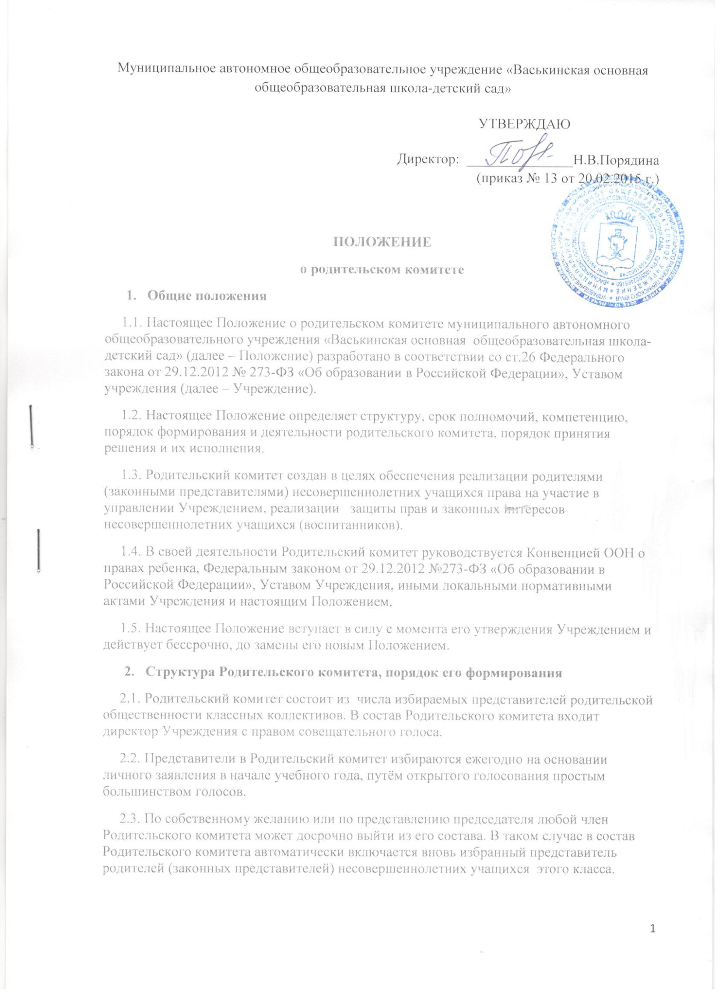 Муниципальное автономное общеобразовательное учреждение «Васькинская основная
общеобразовательная школа-детский сад»
УТВЕРЖДАЮ
Директор: ______________Н.В.Порядина
(приказ № 13 от 20.02.2015 г.)
ПОЛОЖЕНИЕ
о родительском комитете
1. Общие положения
1.1. Настоящее Положение о родительском комитете муниципального автономного
общеобразовательного учреждения «Васькинская основная общеобразовательная школа-
детский сад» (далее – Положение) разработано в соответствии со ст.26 Федерального
закона от 29.12.2012 № 273-ФЗ «Об образовании в Российской Федерации», Уставом
учреждения (далее – Учреждение).
1.2. Настоящее Положение определяет структуру, срок полномочий, компетенцию,
порядок формирования и деятельности родительского комитета, порядок принятия
решения и их исполнения.
1.3. Родительский комитет создан в целях обеспечения реализации родителями
(законными представителями) несовершеннолетних учащихся права на участие в
управлении Учреждением, реализации защиты прав и законных интересов
несовершеннолетних учащихся (воспитанников).
1.4. В своей деятельности Родительский комитет руководствуется Конвенцией ООН о
правах ребенка, Федеральным законом от 29.12.2012 №273-ФЗ «Об образовании в
Российской Федерации», Уставом Учреждения, иными локальными нормативными
актами Учреждения и настоящим Положением.
1.5. Настоящее Положение вступает в силу с момента его утверждения Учреждением и
действует бессрочно, до замены его новым Положением.
2. Структура Родительского комитета, порядок его формирования
2.1. Родительский комитет состоит из числа избираемых представителей родительской
общественности классных коллективов. В состав Родительского комитета входит
директор Учреждения с правом совещательного голоса.
2.2. Представители в Родительский комитет избираются ежегодно на основании
личного заявления в начале учебного года, путём открытого голосования простым
большинством голосов.
2.3. По собственному желанию или по представлению председателя любой член
Родительского комитета может досрочно выйти из его состава. В таком случае в состав
Родительского комитета автоматически включается вновь избранный представитель
родителей (законных представителей) несовершеннолетних учащихся этого класса.
1